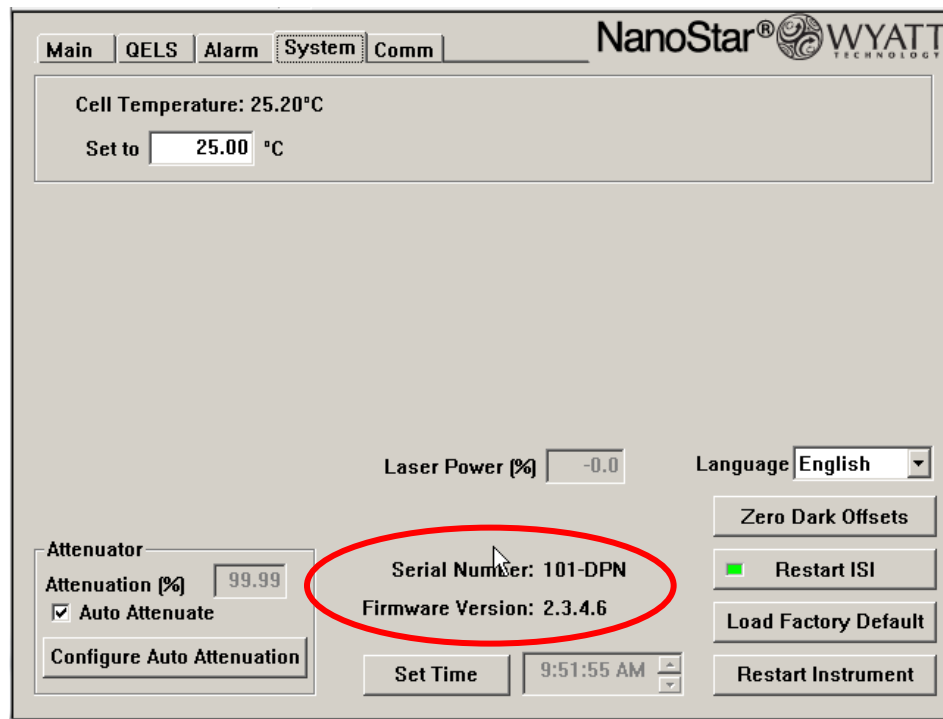 Main QELS Alarm System Comm
NanoStar® WYATT
TECHNOLOGY
Cell Temperature: 25.20°C
Set to 25.00 °C
Laser Power (%) -0.0
Language English
Zero Dark Offsets
Attenuator
Attenuation (%) 99.99
Auto Attenuate
Configure Auto Attenuation
Serial Number: 101-DPN
Firmware Version: 2.3.4.6
Set Time 9:51:55 AM
Restart ISI
Load Factory Default
Restart Instrument